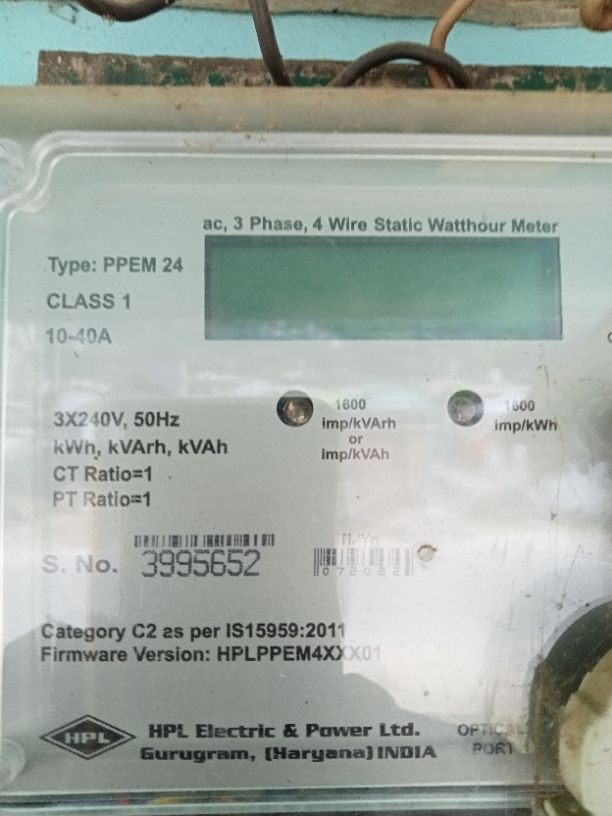 ac, 3 Phase, 4 Wire Static Watthour Meter
Type: PPEM 24
CLASS 1
10-40A
3X240V, 50Hz
kWh, kVArh, kVAh
CT Ratio=1
PT Ratio=1
1600
imp/kVArh
or
imp/kVAh
1600
imp/kWh
S. No. 3995652
M/Yr
072022
Category C2 as per IS15959:2011
Firmware Version: HPLPPEM4XXX01
HPL
HPL Electric & Power Ltd.
Gurugram, (Haryana) INDIA
OPTICAL
PORT